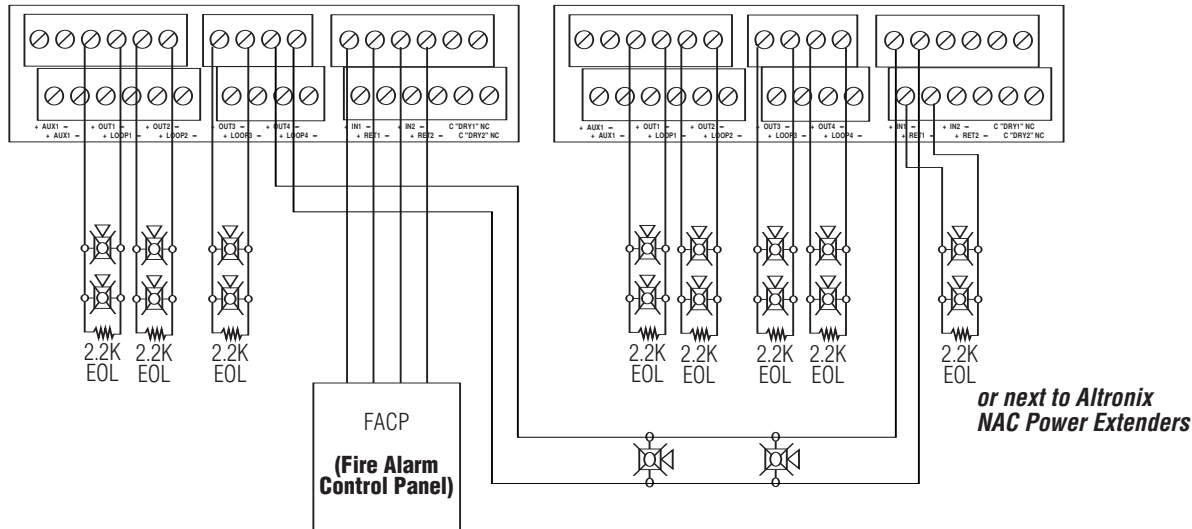 + AUX1 –   + OUT1 –   + OUT2 –   + OUT3 –   + OUT4 –   + IN1 –   + IN2 –   C "DRY1" NC
+ AUX1 –   + LOOP1 –   + LOOP2 –   + LOOP3 –   + LOOP4 –   + RET1 –   + RET2 –   C "DRY2" NC
+ AUX1 –   + OUT1 –   + OUT2 –   + OUT3 –   + OUT4 –   + IN1 –   + IN2 –   C "DRY1" NC
+ AUX1 –   + LOOP1 –   + LOOP2 –   + LOOP3 –   + LOOP4 –   + RET1 –   + RET2 –   C "DRY2" NC
2.2K
EOL
2.2K
EOL
2.2K
EOL
2.2K
EOL
2.2K
EOL
2.2K
EOL
2.2K
EOL
2.2K
EOL
or next to Altronix
NAC Power Extenders
FACP
(Fire Alarm
Control Panel)